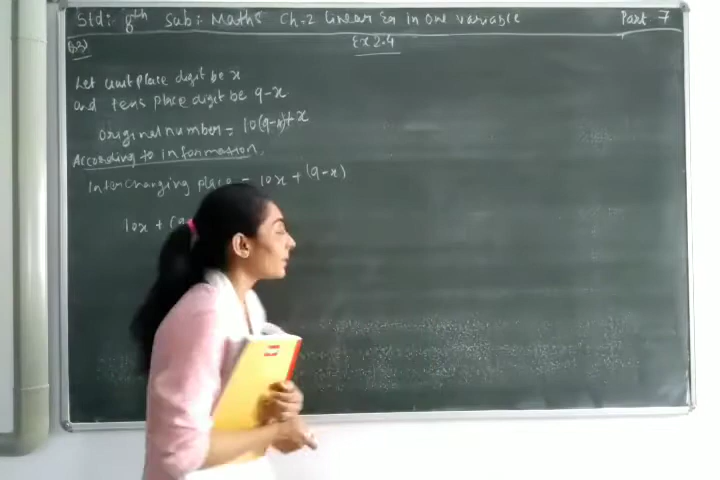 Std: 8th Sub: Maths Ch-2 Linear Eq in one variable Part 7
Q.3) Ex 2.4
Let unit place digit be x
and tens place digit be 9-x
original number = 10(9-x)+x
According to information,
Interchanging place = 10x + (9-x)
10x + (9